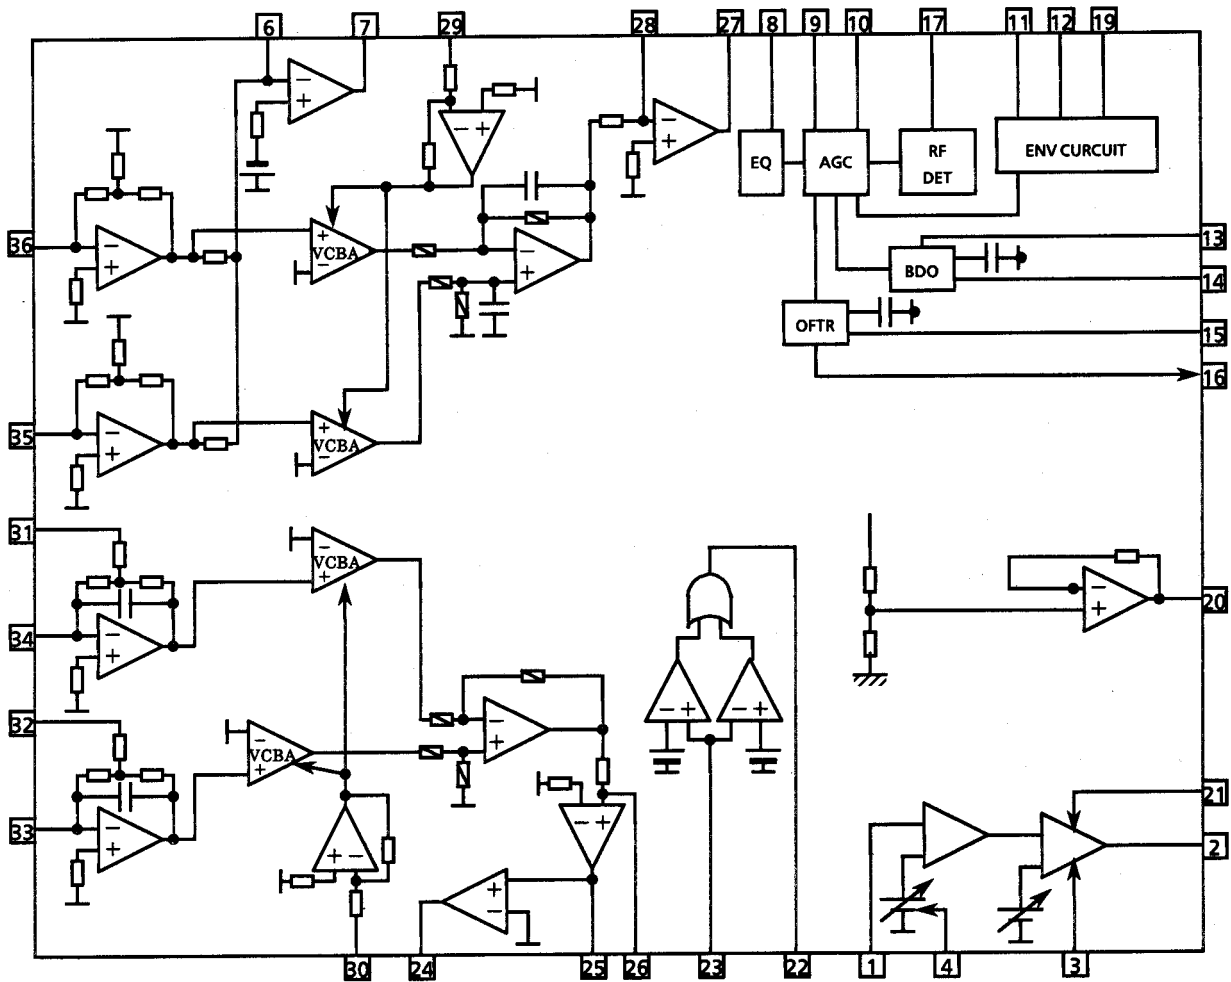 6 7 29 28 27 8 9 10 17 11 12 19
− +
− +
− +
EQ AGC RF DET ENV CURCUIT
36
− +
+ VCBA −
− +
13
BDO
14
OFTR
15
16
35
− +
+ VCBA −
31
− VCBA +
34
− +
− +
20
32
− + − +
− +
− VCBA +
33
− +
− +
21
2
+ −
+ −
30 24 25 26 23 22 1 4 3